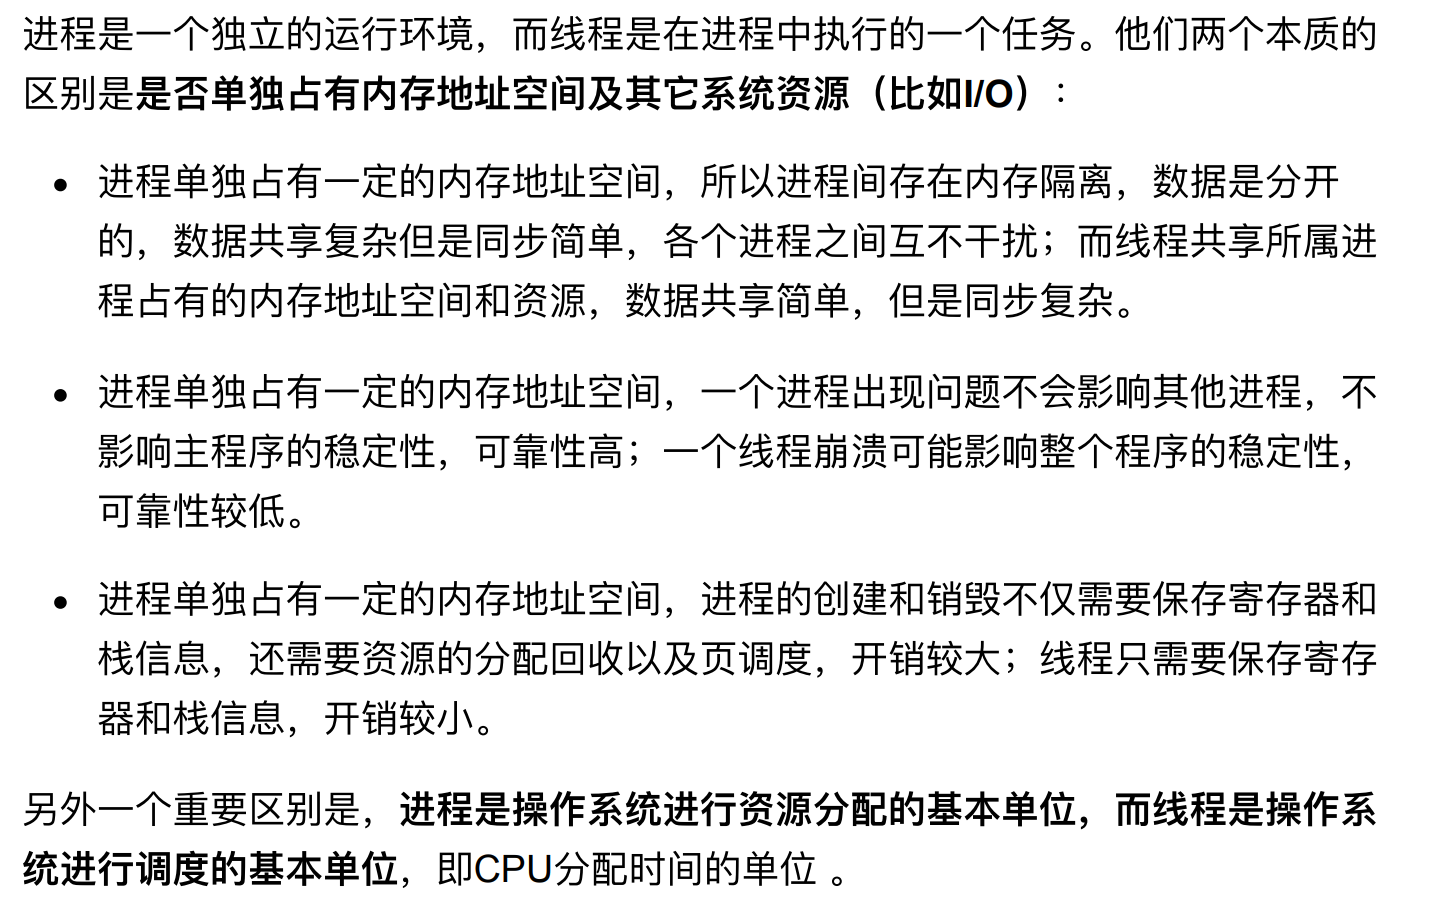 进程是一个独立的运行环境，而线程是在进程中执行的一个任务。他们两个本质的
区别是是否单独占有内存地址空间及其它系统资源（比如I/O）：
• 进程单独占有一定的内存地址空间，所以进程间存在内存隔离，数据是分开
的，数据共享复杂但是同步简单，各个进程之间互不干扰；而线程共享所属进
程占有的内存地址空间和资源，数据共享简单，但是同步复杂。
• 进程单独占有一定的内存地址空间，一个进程出现问题不会影响其他进程，不
影响主程序的稳定性，可靠性高；一个线程崩溃可能影响整个程序的稳定性，
可靠性较低。
• 进程单独占有一定的内存地址空间，进程的创建和销毁不仅需要保存寄存器和
栈信息，还需要资源的分配回收以及页调度，开销较大；线程只需要保存寄存
器和栈信息，开销较小。
另外一个重要区别是，进程是操作系统进行资源分配的基本单位，而线程是操作系
统进行调度的基本单位，即CPU分配时间的单位 。